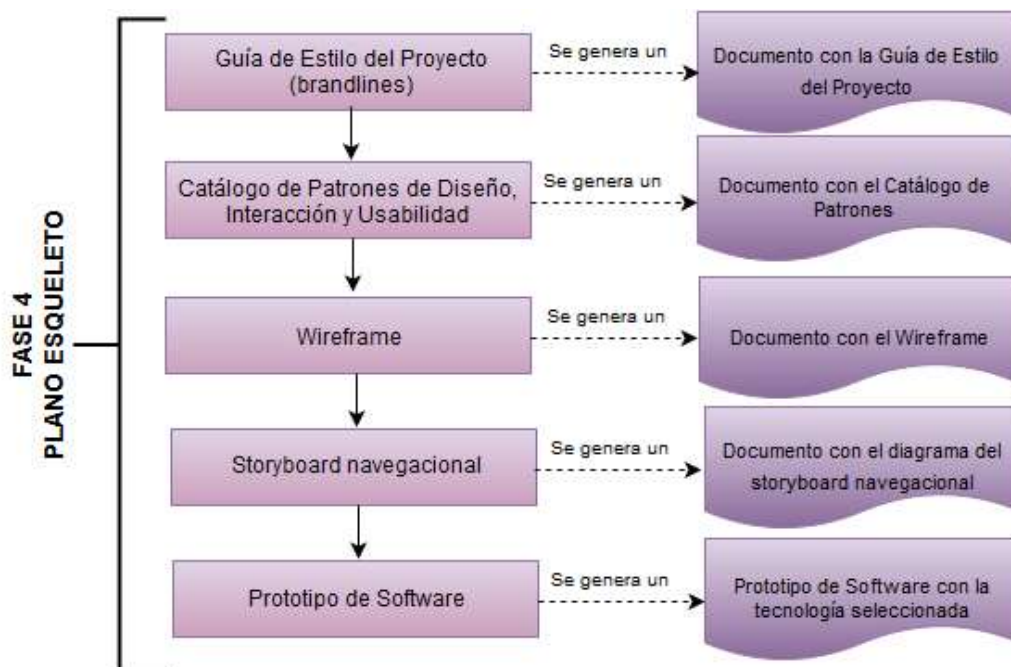 FASE 4
PLANO ESQUELETO
Guía de Estilo del Proyecto
(brandlines)
Se genera un
Documento con la Guía de Estilo
del Proyecto
Catálogo de Patrones de Diseño,
Interacción y Usabilidad
Se genera un
Documento con el Catálogo de
Patrones
Wireframe
Se genera un
Documento con el Wireframe
Storyboard navegacional
Se genera un
Documento con el diagrama del
storyboard navegacional
Prototipo de Software
Se genera un
Prototipo de Software con la
tecnología seleccionada